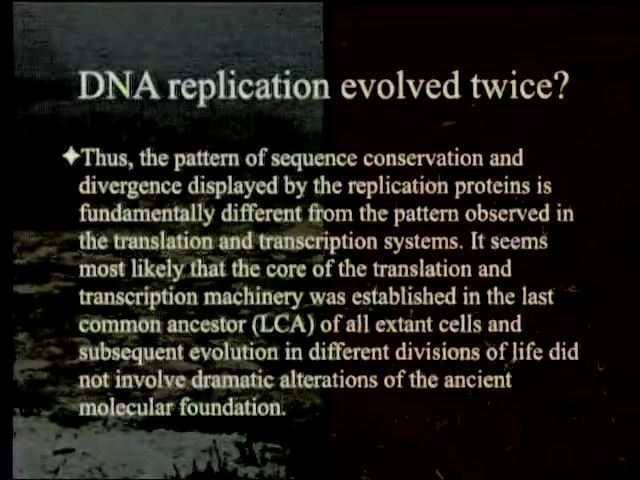 DNA replication evolved twice?
Thus, the pattern of sequence conservation and
divergence displayed by the replication proteins is
fundamentally different from the pattern observed in
the translation and transcription systems. It seems
most likely that the core of the translation and
transcription machinery was established in the last
common ancestor (LCA) of all extant cells and
subsequent evolution in different divisions of life did
not involve dramatic alterations of the ancient
molecular foundation.